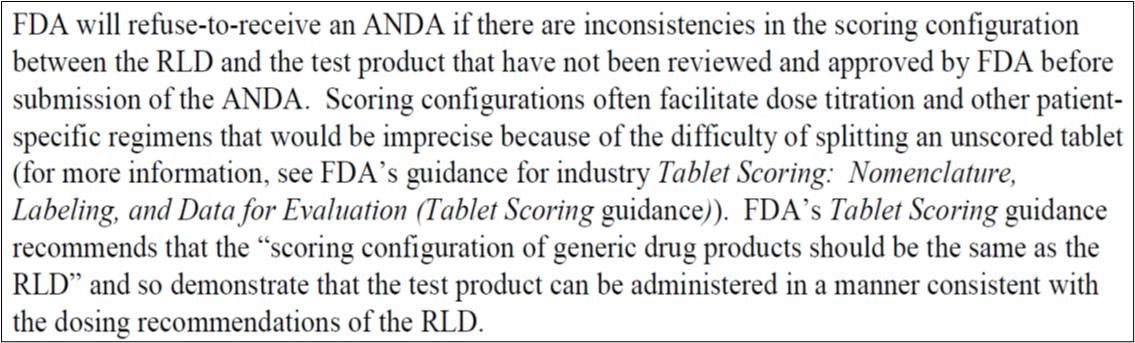 FDA will refuse-to-receive an ANDA if there are inconsistencies in the scoring configuration
between the RLD and the test product that have not been reviewed and approved by FDA before
submission of the ANDA.  Scoring configurations often facilitate dose titration and other patient-
specific regimens that would be imprecise because of the difficulty of splitting an unscored tablet
(for more information, see FDA’s guidance for industry Tablet Scoring:  Nomenclature,
Labeling, and Data for Evaluation (Tablet Scoring guidance)).  FDA’s Tablet Scoring guidance
recommends that the “scoring configuration of generic drug products should be the same as the
RLD” and so demonstrate that the test product can be administered in a manner consistent with
the dosing recommendations of the RLD.